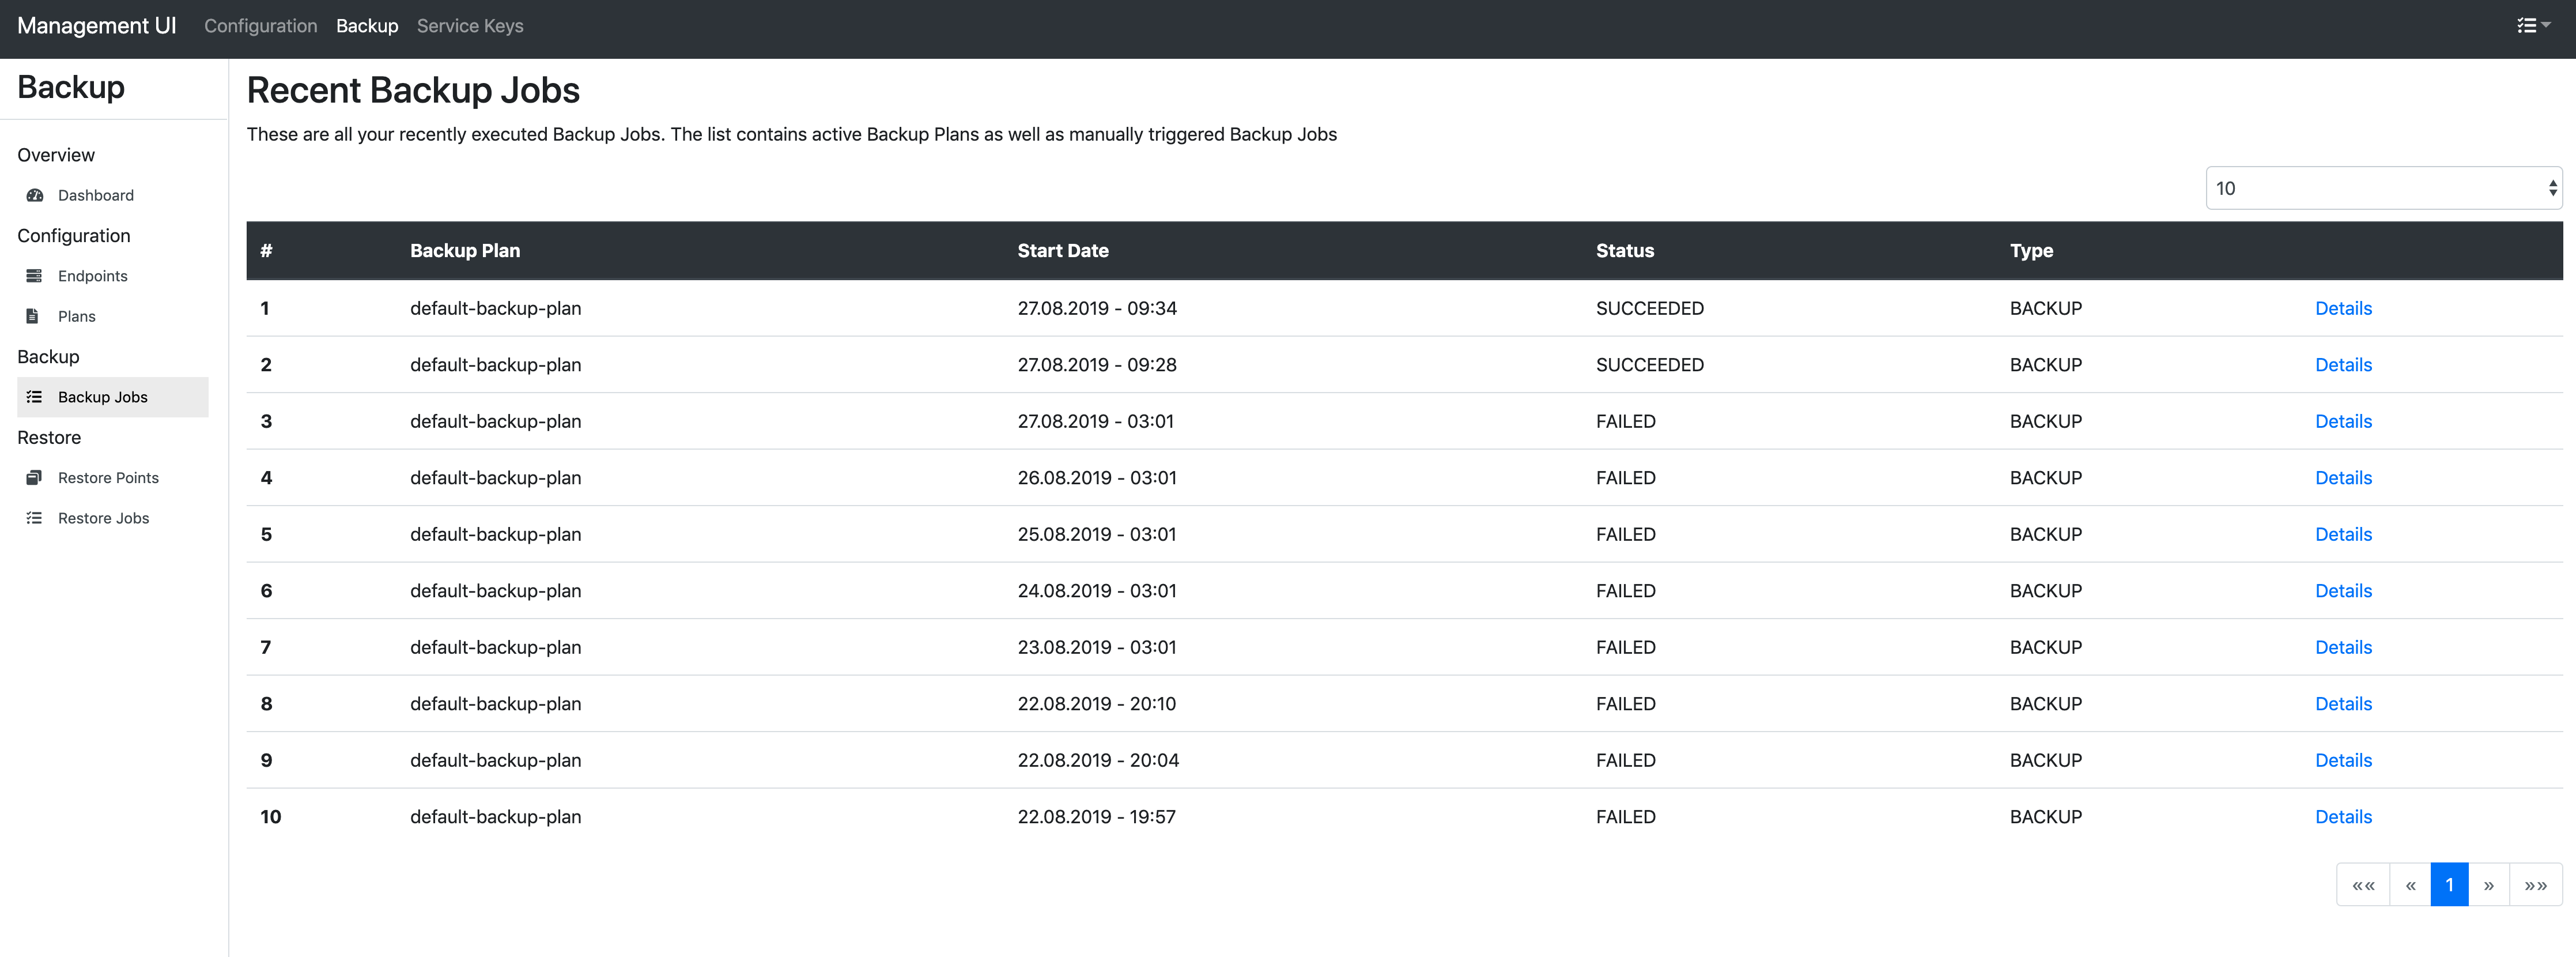 Management UI Configuration Backup Service Keys
Backup
Overview
Dashboard
Configuration
Endpoints
Plans
Backup
Backup Jobs
Restore
Restore Points
Restore Jobs
Recent Backup Jobs
These are all your recently executed Backup Jobs. The list contains active Backup Plans as well as manually triggered Backup Jobs
10
# Backup Plan Start Date Status Type
1 default-backup-plan 27.08.2019 - 09:34 SUCCEEDED BACKUP Details
2 default-backup-plan 27.08.2019 - 09:28 SUCCEEDED BACKUP Details
3 default-backup-plan 27.08.2019 - 03:01 FAILED BACKUP Details
4 default-backup-plan 26.08.2019 - 03:01 FAILED BACKUP Details
5 default-backup-plan 25.08.2019 - 03:01 FAILED BACKUP Details
6 default-backup-plan 24.08.2019 - 03:01 FAILED BACKUP Details
7 default-backup-plan 23.08.2019 - 03:01 FAILED BACKUP Details
8 default-backup-plan 22.08.2019 - 20:10 FAILED BACKUP Details
9 default-backup-plan 22.08.2019 - 20:04 FAILED BACKUP Details
10 default-backup-plan 22.08.2019 - 19:57 FAILED BACKUP Details
«« « 1 » »»